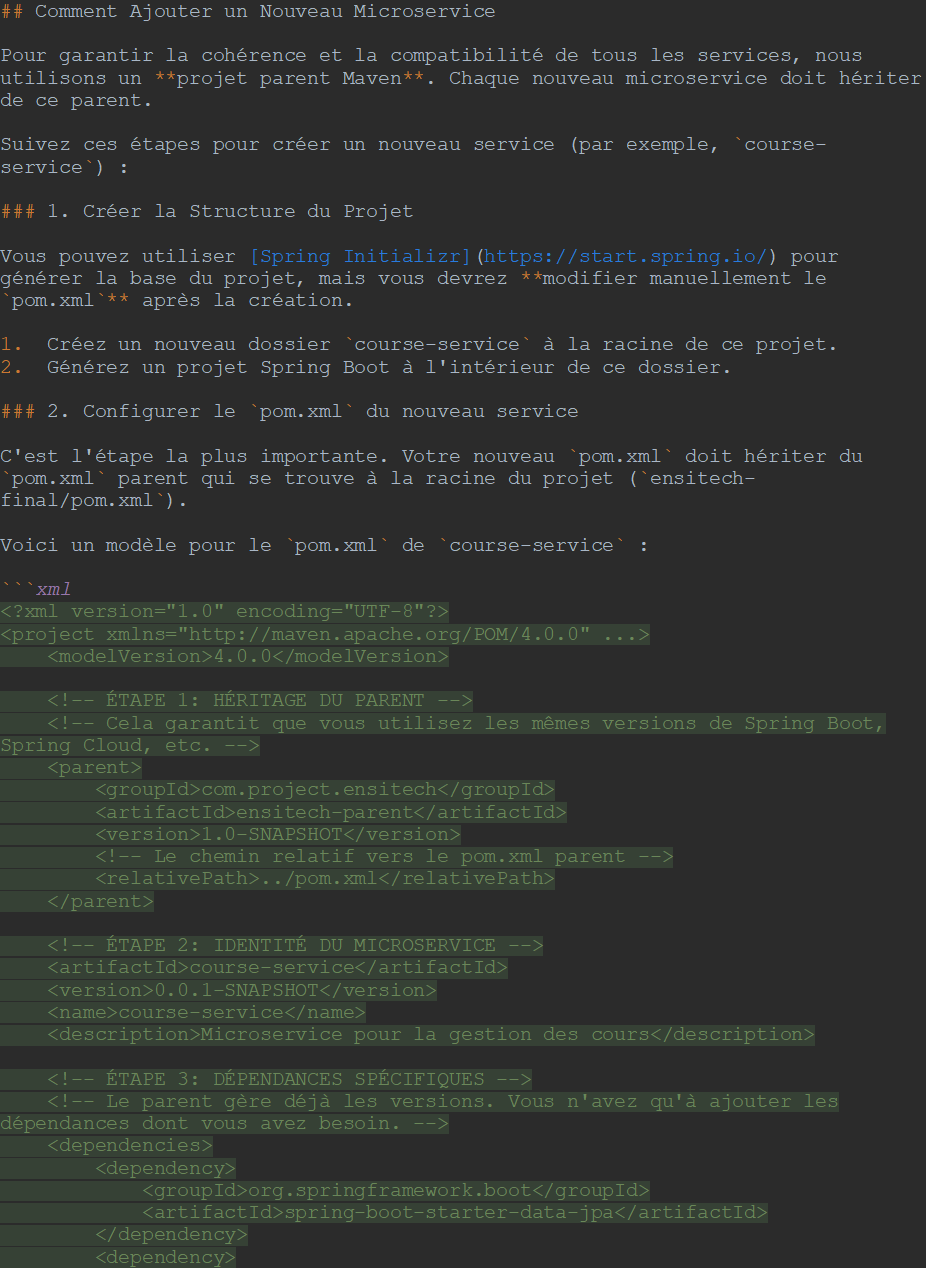 ## Comment Ajouter un Nouveau Microservice
Pour garantir la cohérence et la compatibilité de tous les services, nous
utilisons un **projet parent Maven**. Chaque nouveau microservice doit hériter
de ce parent.
Suivez ces étapes pour créer un nouveau service (par exemple, `course-
service`) :
### 1. Créer la Structure du Projet
Vous pouvez utiliser [Spring Initializr](https://start.spring.io/) pour
générer la base du projet, mais vous devrez **modifier manuellement le
`pom.xml`** après la création.
1.  Créez un nouveau dossier `course-service` à la racine de ce projet.
2.  Générez un projet Spring Boot à l'intérieur de ce dossier.
### 2. Configurer le `pom.xml` du nouveau service
C'est l'étape la plus importante. Votre nouveau `pom.xml` doit hériter du
`pom.xml` parent qui se trouve à la racine du projet (`ensitech-
final/pom.xml`).
Voici un modèle pour le `pom.xml` de `course-service` :
```xml
<?xml version="1.0" encoding="UTF-8"?>
<project xmlns="http://maven.apache.org/POM/4.0.0" ...>
    <modelVersion>4.0.0</modelVersion>
    <!-- ÉTAPE 1: HÉRITAGE DU PARENT -->
    <!-- Cela garantit que vous utilisez les mêmes versions de Spring Boot,
Spring Cloud, etc. -->
    <parent>
        <groupId>com.project.ensitech</groupId>
        <artifactId>ensitech-parent</artifactId>
        <version>1.0-SNAPSHOT</version>
        <!-- Le chemin relatif vers le pom.xml parent -->
        <relativePath>../pom.xml</relativePath>
    </parent>
    <!-- ÉTAPE 2: IDENTITÉ DU MICROSERVICE -->
    <artifactId>course-service</artifactId>
    <version>0.0.1-SNAPSHOT</version>
    <name>course-service</name>
    <description>Microservice pour la gestion des cours</description>
    <!-- ÉTAPE 3: DÉPENDANCES SPÉCIFIQUES -->
    <!-- Le parent gère déjà les versions. Vous n'avez qu'à ajouter les
dépendances dont vous avez besoin. -->
    <dependencies>
        <dependency>
            <groupId>org.springframework.boot</groupId>
            <artifactId>spring-boot-starter-data-jpa</artifactId>
        </dependency>
        <dependency>